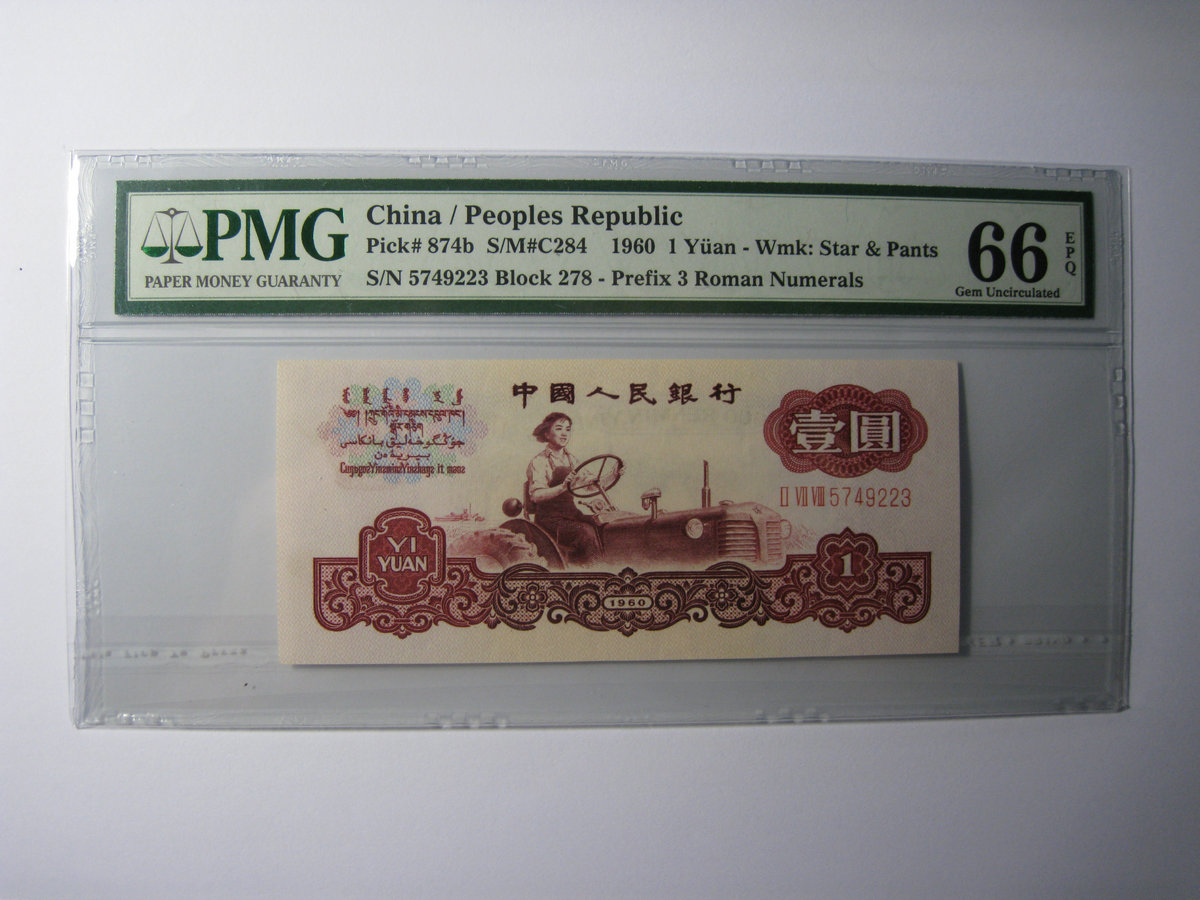 PMG
PAPER MONEY GUARANTY
China / Peoples Republic
Pick# 874b S/M#C284 1960 1 Yüan - Wmk: Star & Pants
S/N 5749223 Block 278 - Prefix 3 Roman Numerals
66
EPQ
Gem Uncirculated
中國人民銀行
壹圓
II VII VIII 5749223
YI
YUAN
1
1960